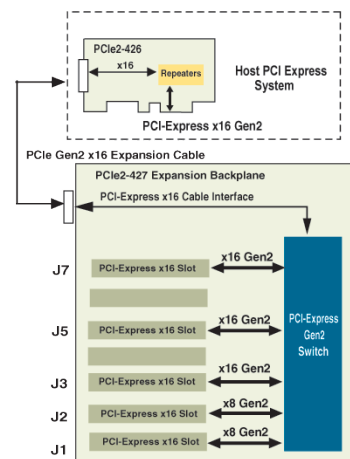 PCIe2-426
x16
Repeaters
Host PCI Express
System
PCI-Express x16 Gen2
PCIe Gen2 x16 Expansion Cable
PCIe2-427 Expansion Backplane
PCI-Express x16 Cable Interface
J7
PCI-Express x16 Slot
x16 Gen2
J5
PCI-Express x16 Slot
x16 Gen2
PCI-Express
Gen2
Switch
J3
PCI-Express x16 Slot
x16 Gen2
J2
PCI-Express x16 Slot
x8 Gen2
J1
PCI-Express x16 Slot
x8 Gen2